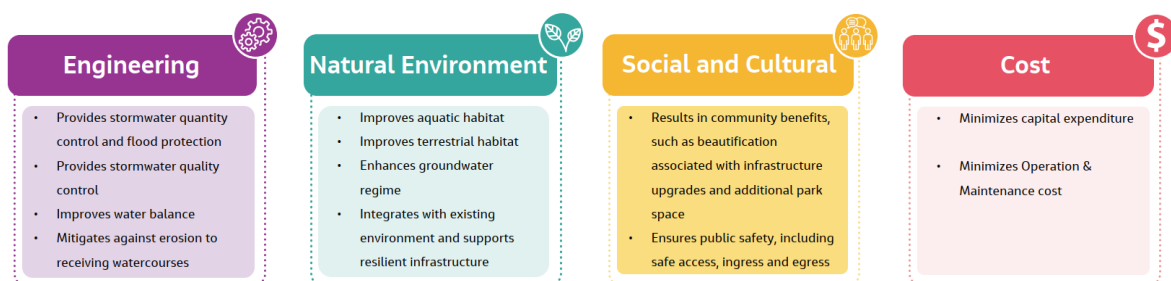 Engineering
• Provides stormwater quantity
control and flood protection
• Provides stormwater quality
control
• Improves water balance
• Mitigates against erosion to
receiving watercourses
Natural Environment
• Improves aquatic habitat
• Improves terrestrial habitat
• Enhances groundwater
regime
• Integrates with existing
environment and supports
resilient infrastructure
Social and Cultural
• Results in community benefits,
such as beautification
associated with infrastructure
upgrades and additional park
space
• Ensures public safety, including
safe access, ingress and egress
$
Cost
• Minimizes capital expenditure
• Minimizes Operation &
Maintenance cost